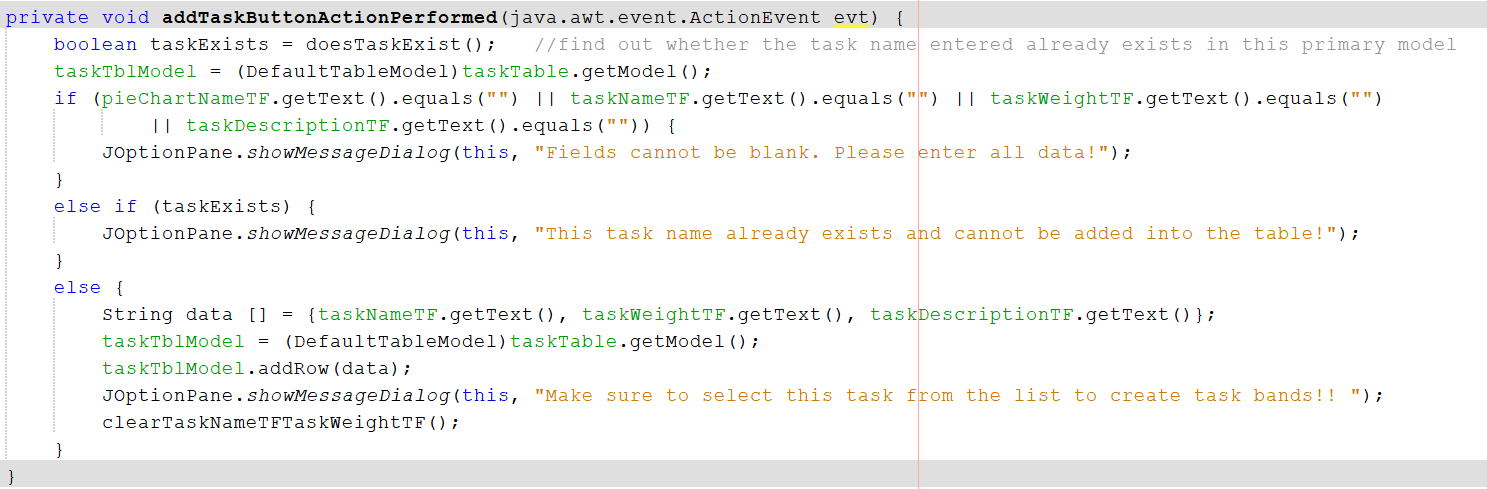 private void addTaskButtonActionPerformed(java.awt.event.ActionEvent evt) {
    boolean taskExists = doesTaskExist();   //find out whether the task name entered already exists in this primary model
    taskTblModel = (DefaultTableModel)taskTable.getModel();
    if (pieChartNameTF.getText().equals("") || taskNameTF.getText().equals("") || taskWeightTF.getText().equals("")
            || taskDescriptionTF.getText().equals("")) {
        JOptionPane.showMessageDialog(this, "Fields cannot be blank. Please enter all data!");
    }
    else if (taskExists) {
        JOptionPane.showMessageDialog(this, "This task name already exists and cannot be added into the table!");
    }
    else {
        String data [] = {taskNameTF.getText(), taskWeightTF.getText(), taskDescriptionTF.getText()};
        taskTblModel = (DefaultTableModel)taskTable.getModel();
        taskTblModel.addRow(data);
        JOptionPane.showMessageDialog(this, "Make sure to select this task from the list to create task bands!! ");
        clearTaskNameTFTaskWeightTF();
    }
}